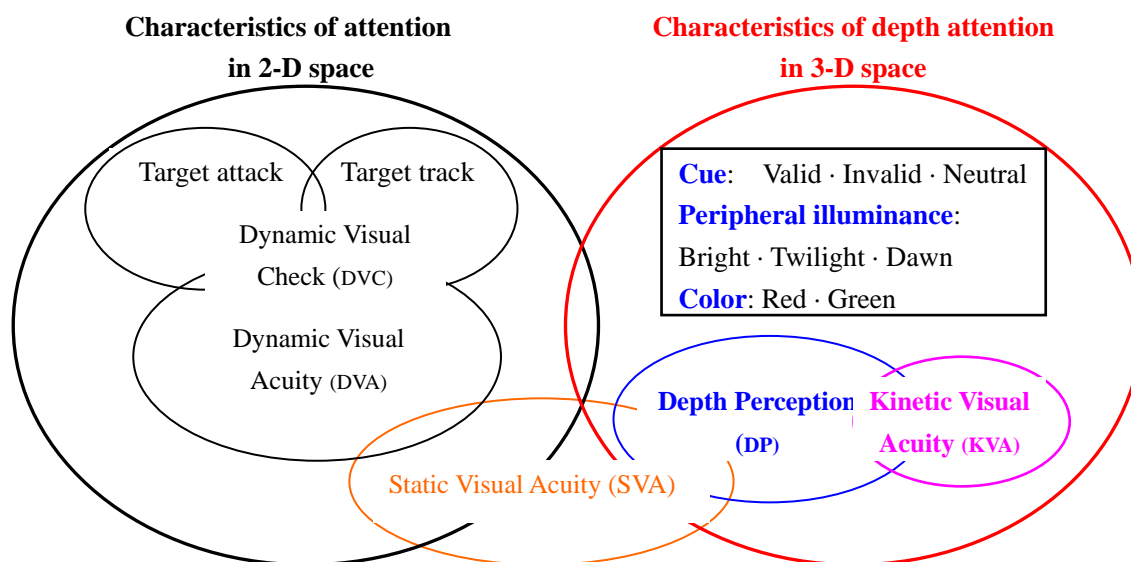 Characteristics of attention
in 2-D space
Characteristics of depth attention
in 3-D space
Target attack
Target track
Dynamic Visual
Check (DVC)
Dynamic Visual
Acuity (DVA)
Cue: Valid · Invalid · Neutral
Peripheral illuminance:
Bright · Twilight · Dawn
Color: Red · Green
Depth Perception
(DP)
Kinetic Visual
Acuity (KVA)
Static Visual Acuity (SVA)